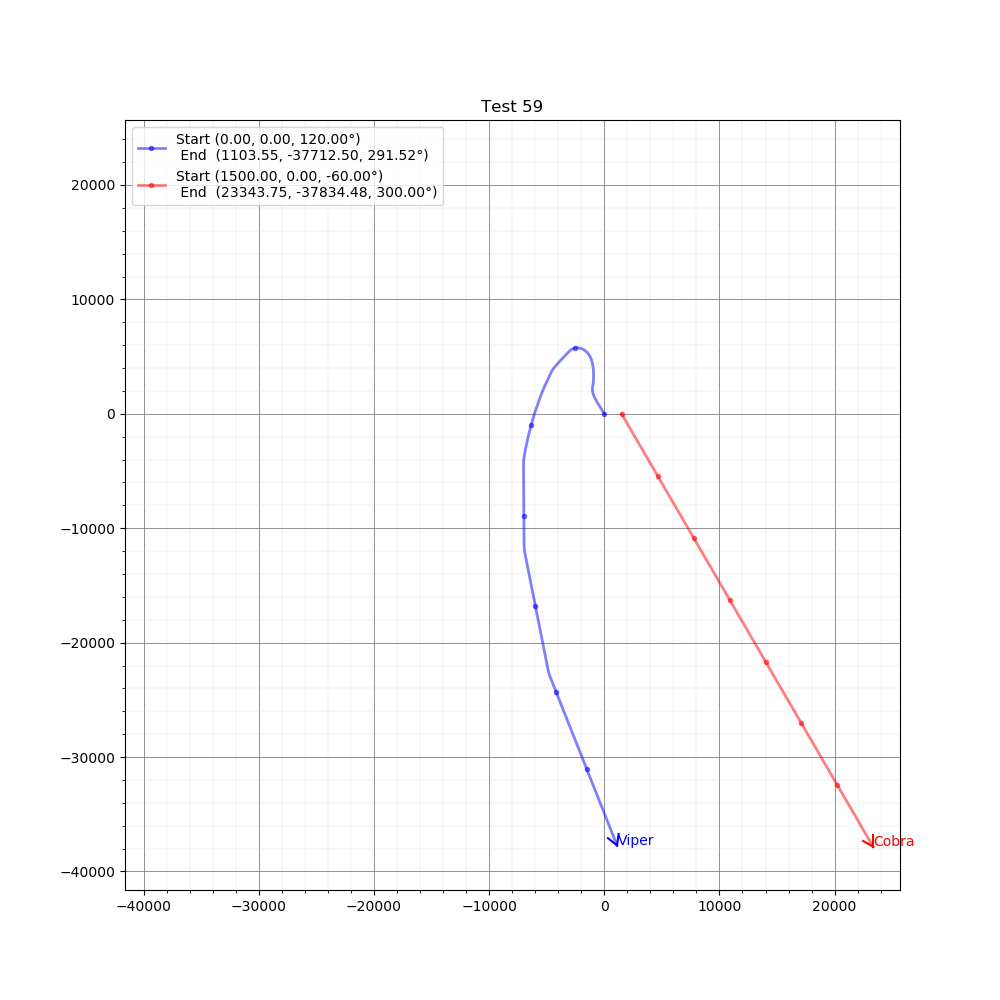 Test 59
Start (0.00, 0.00, 120.00°)
End (1103.55, -37712.50, 291.52°)
Start (1500.00, 0.00, -60.00°)
End (23343.75, -37834.48, 300.00°)
20000
10000
0
−10000
−20000
−30000
−40000
Viper
Cobra
−40000
−30000
−20000
−10000
0
10000
20000